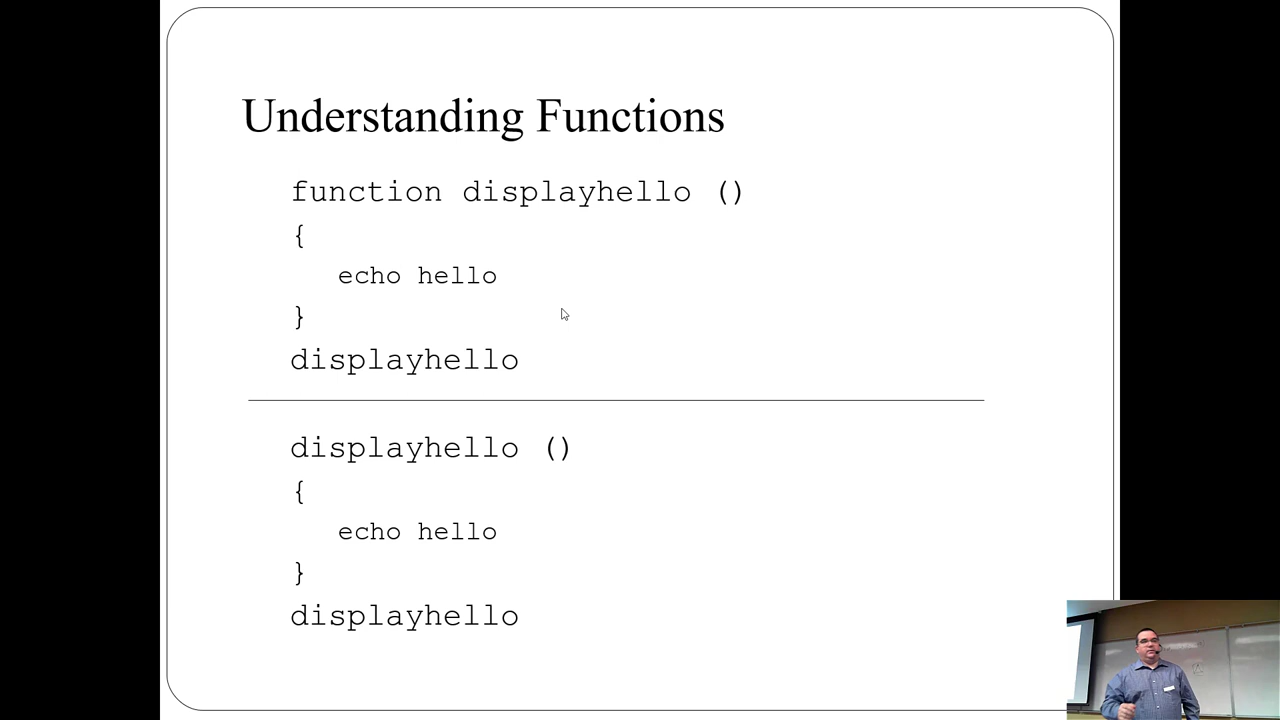 Understanding Functions
function displayhello ()
{
echo hello
}
displayhello
displayhello ()
{
echo hello
}
displayhello